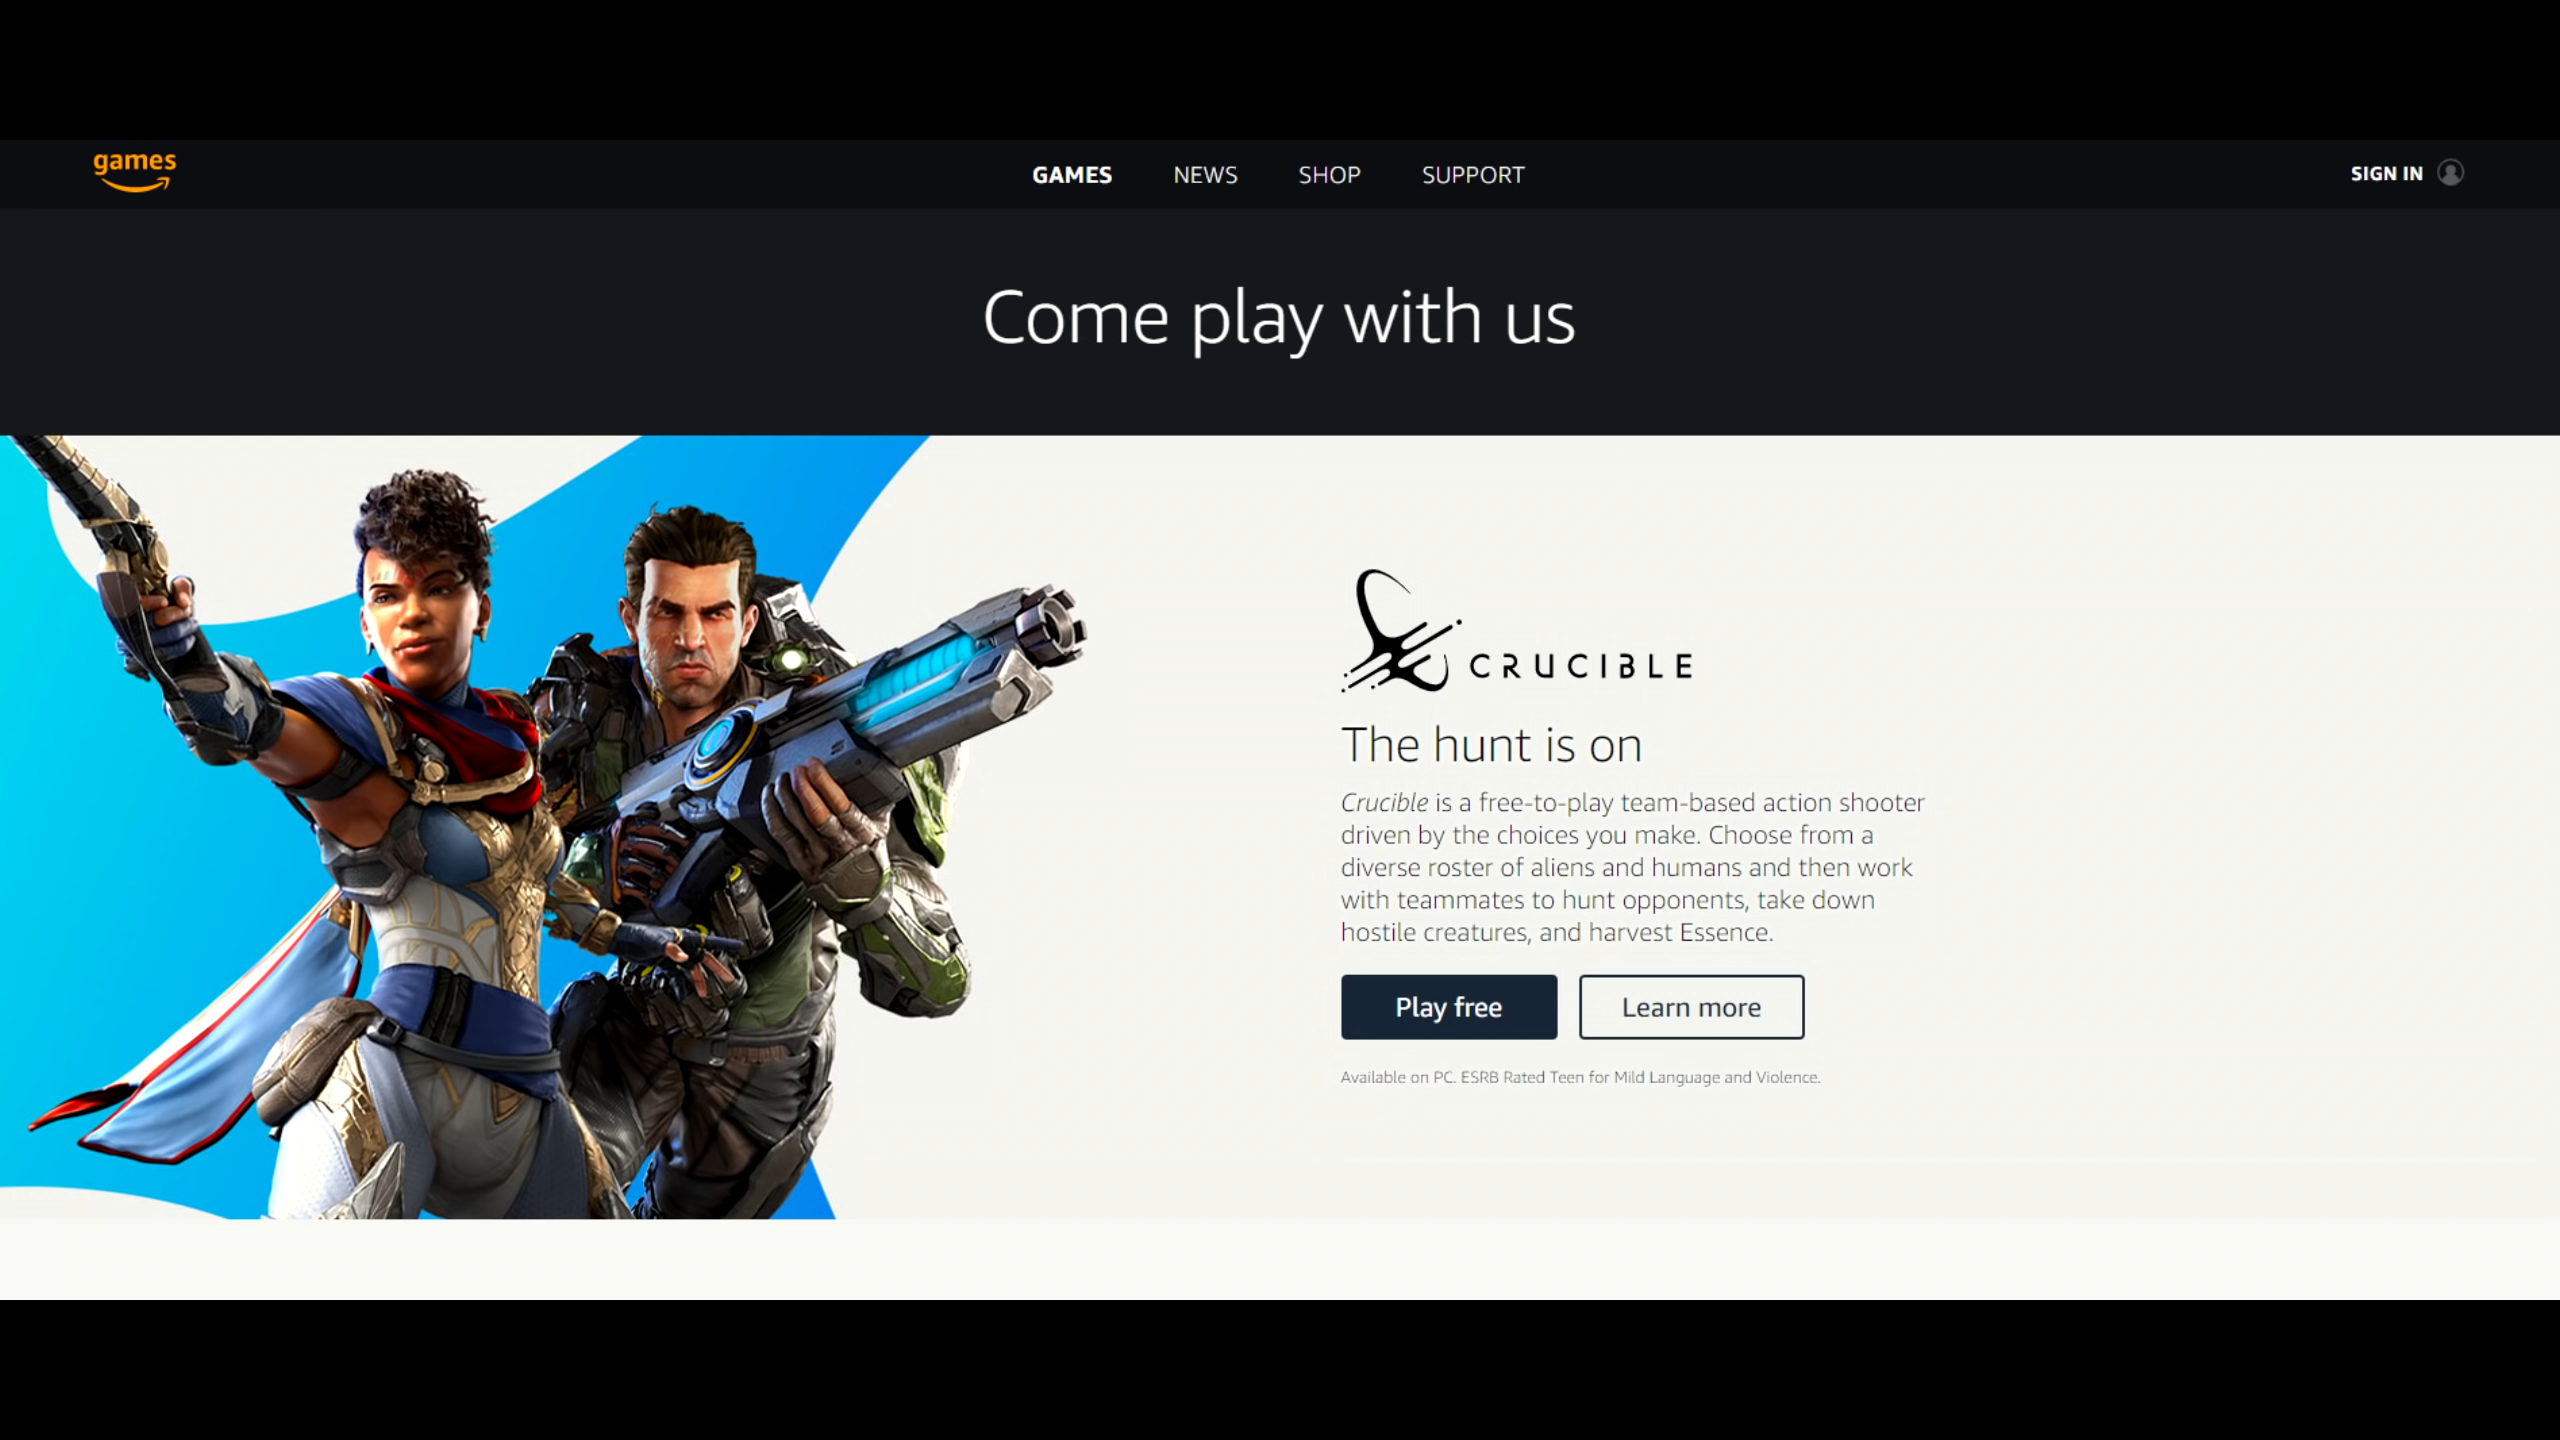 games
GAMES NEWS SHOP SUPPORT
SIGN IN
Come play with us
CRUCIBLE
The hunt is on
Crucible is a free-to-play team-based action shooter
driven by the choices you make. Choose from a
diverse roster of aliens and humans and then work
with teammates to hunt opponents, take down
hostile creatures, and harvest Essence.
Play free Learn more
Available on PC. ESRB Rated Teen for Mild Language and Violence.